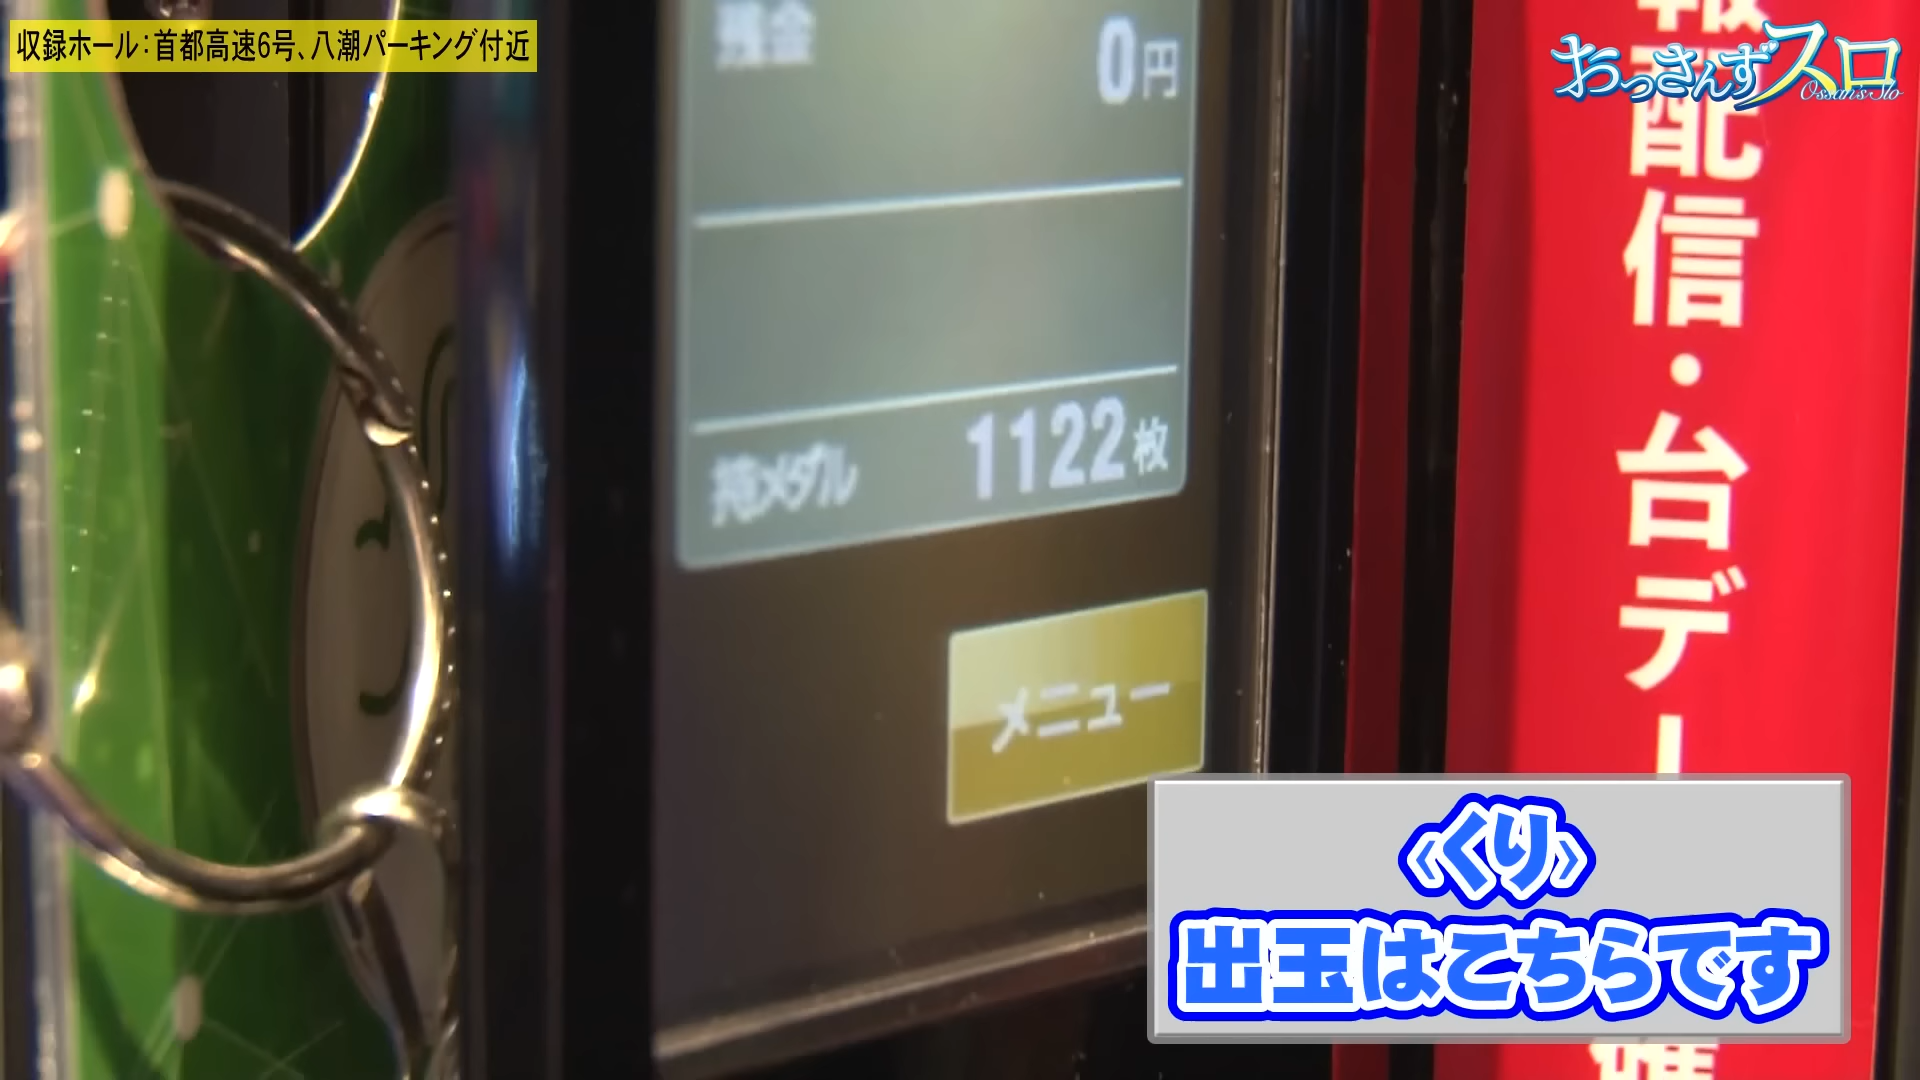 収録ホール:首都高速6号、八潮パーキング付近
おっさんずスロ
Ossan's Slo
残金
0円
持メダル 1122枚
メニュー
報配信・台デー
確
〈くり〉
出玉はこちらです